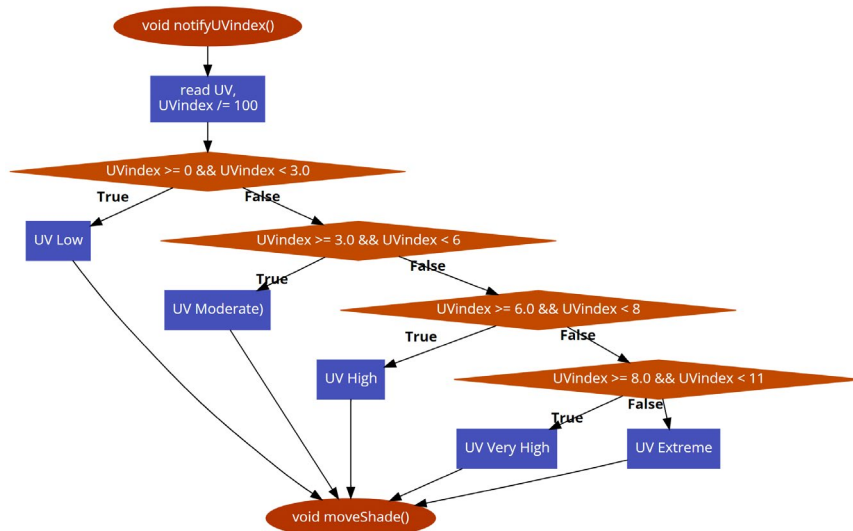 void notifyUVindex()
read UV,
UVindex /= 100
UVindex >= 0 && UVindex < 3.0
True
False
UV Low
UVindex >= 3.0 && UVindex < 6
True
False
UV Moderate)
UVindex >= 6.0 && UVindex < 8
True
False
UV High
UVindex >= 8.0 && UVindex < 11
True
False
UV Very High
UV Extreme
void moveShade()